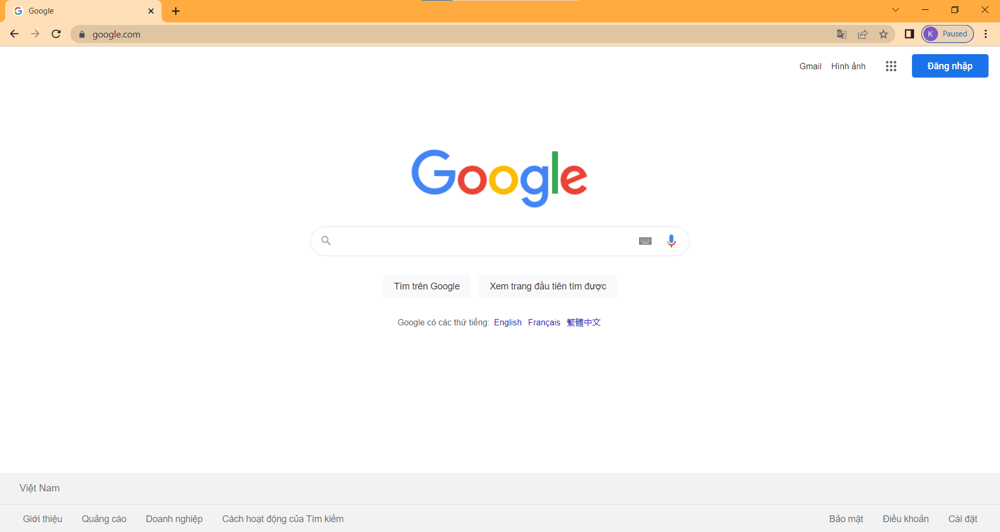 Google
google.com
K Paused
Gmail Hình ảnh Đăng nhập
Google
Tìm trên Google Xem trang đầu tiên tìm được
Google có các thứ tiếng: English Français 繁體中文
Việt Nam
Giới thiệu Quảng cáo Doanh nghiệp Cách hoạt động của Tìm kiếm Bảo mật Điều khoản Cài đặt